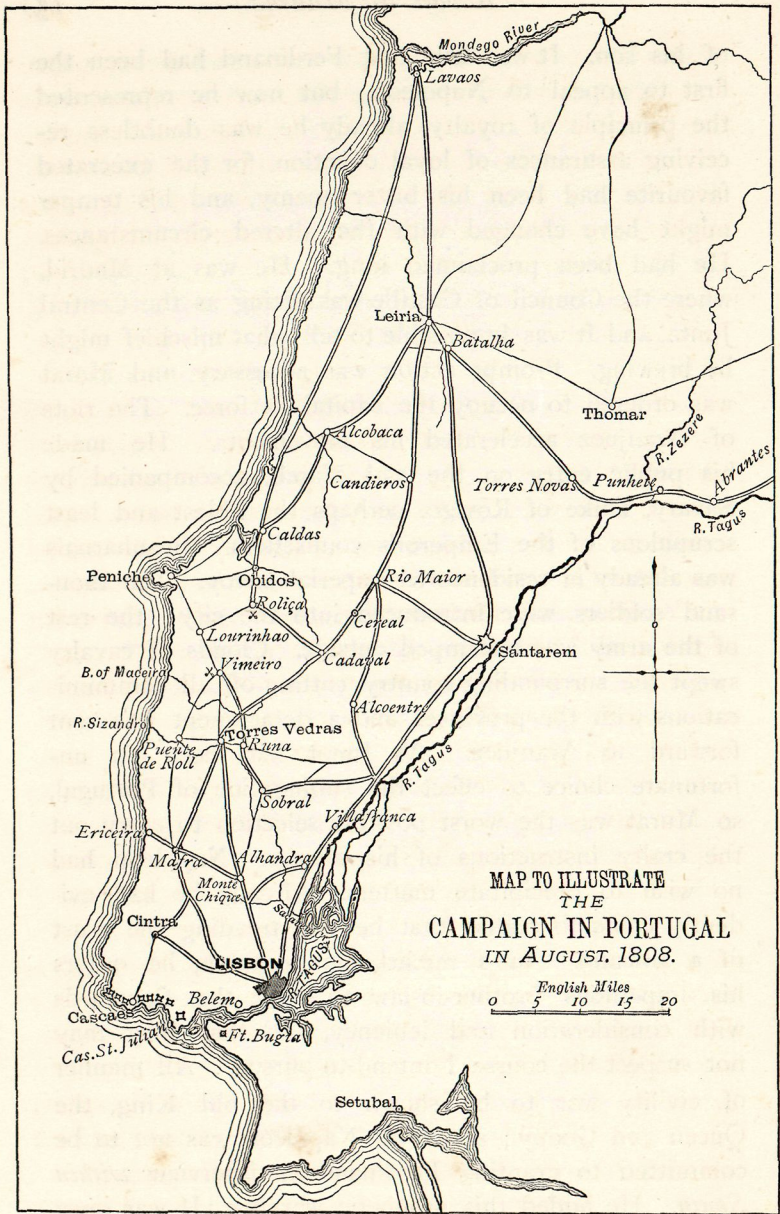 Mondego River
Lavaos
Leiria
Batalha
Thomar
R. Zezere
Alcobaca
Candieros
Torres Novas
Punhete
Abrantes
R. Tagus
Caldas
Peniche
Obidos
Rio Maior
Roliça
Cereal
Lourinhao
Cadaval
Santarem
B. of Maceira
Vimeiro
Alcoentre
R. Sizandro
Torres Vedras
Puente
de Roll
Runa
R. Tagus
Sobral
Villafranca
Ericeira
Mafra
Alhandra
Monte
Chique
MAP TO ILLUSTRATE
THE
CAMPAIGN IN PORTUGAL
IN AUGUST, 1808.
English Miles
0 5 10 15 20
Cintra
LISBON
R. TAGUS
Cascaes
Belem
Cas. St. Julian
Ft. Bugia
Setubal